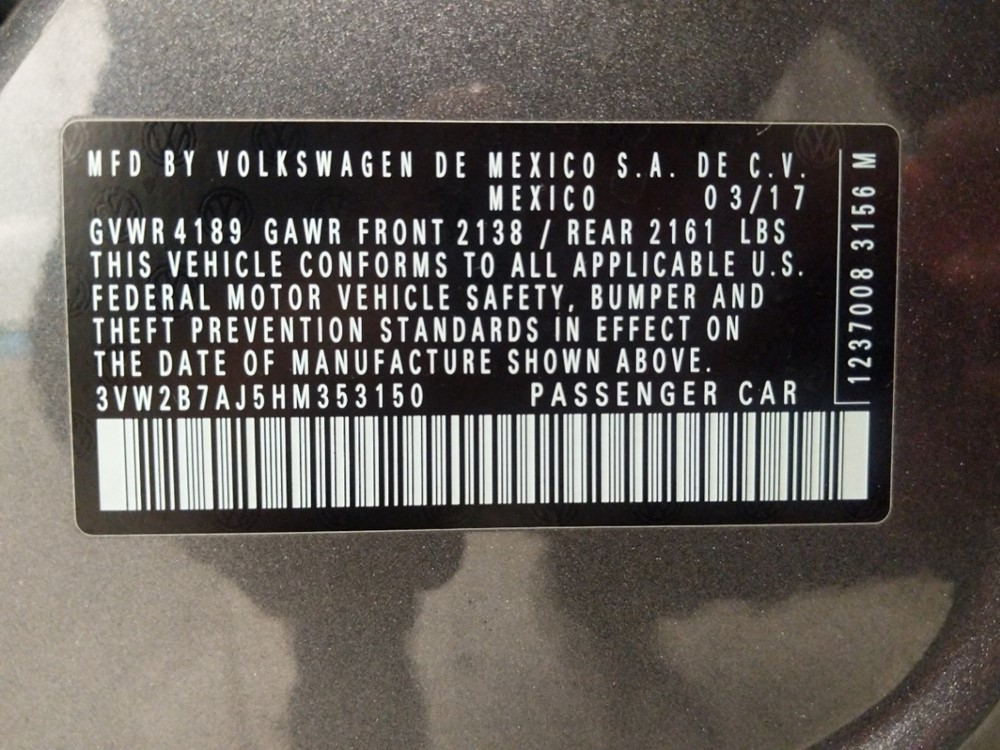 MFD BY VOLKSWAGEN DE MEXICO S.A. DE C.V.
MEXICO 03/17
GVWR 4189 GAWR FRONT 2138 / REAR 2161 LBS
THIS VEHICLE CONFORMS TO ALL APPLICABLE U.S.
FEDERAL MOTOR VEHICLE SAFETY, BUMPER AND
THEFT PREVENTION STANDARDS IN EFFECT ON
THE DATE OF MANUFACTURE SHOWN ABOVE.
3VW2B7AJ5HM353150 PASSENGER CAR
1237008 3156 M